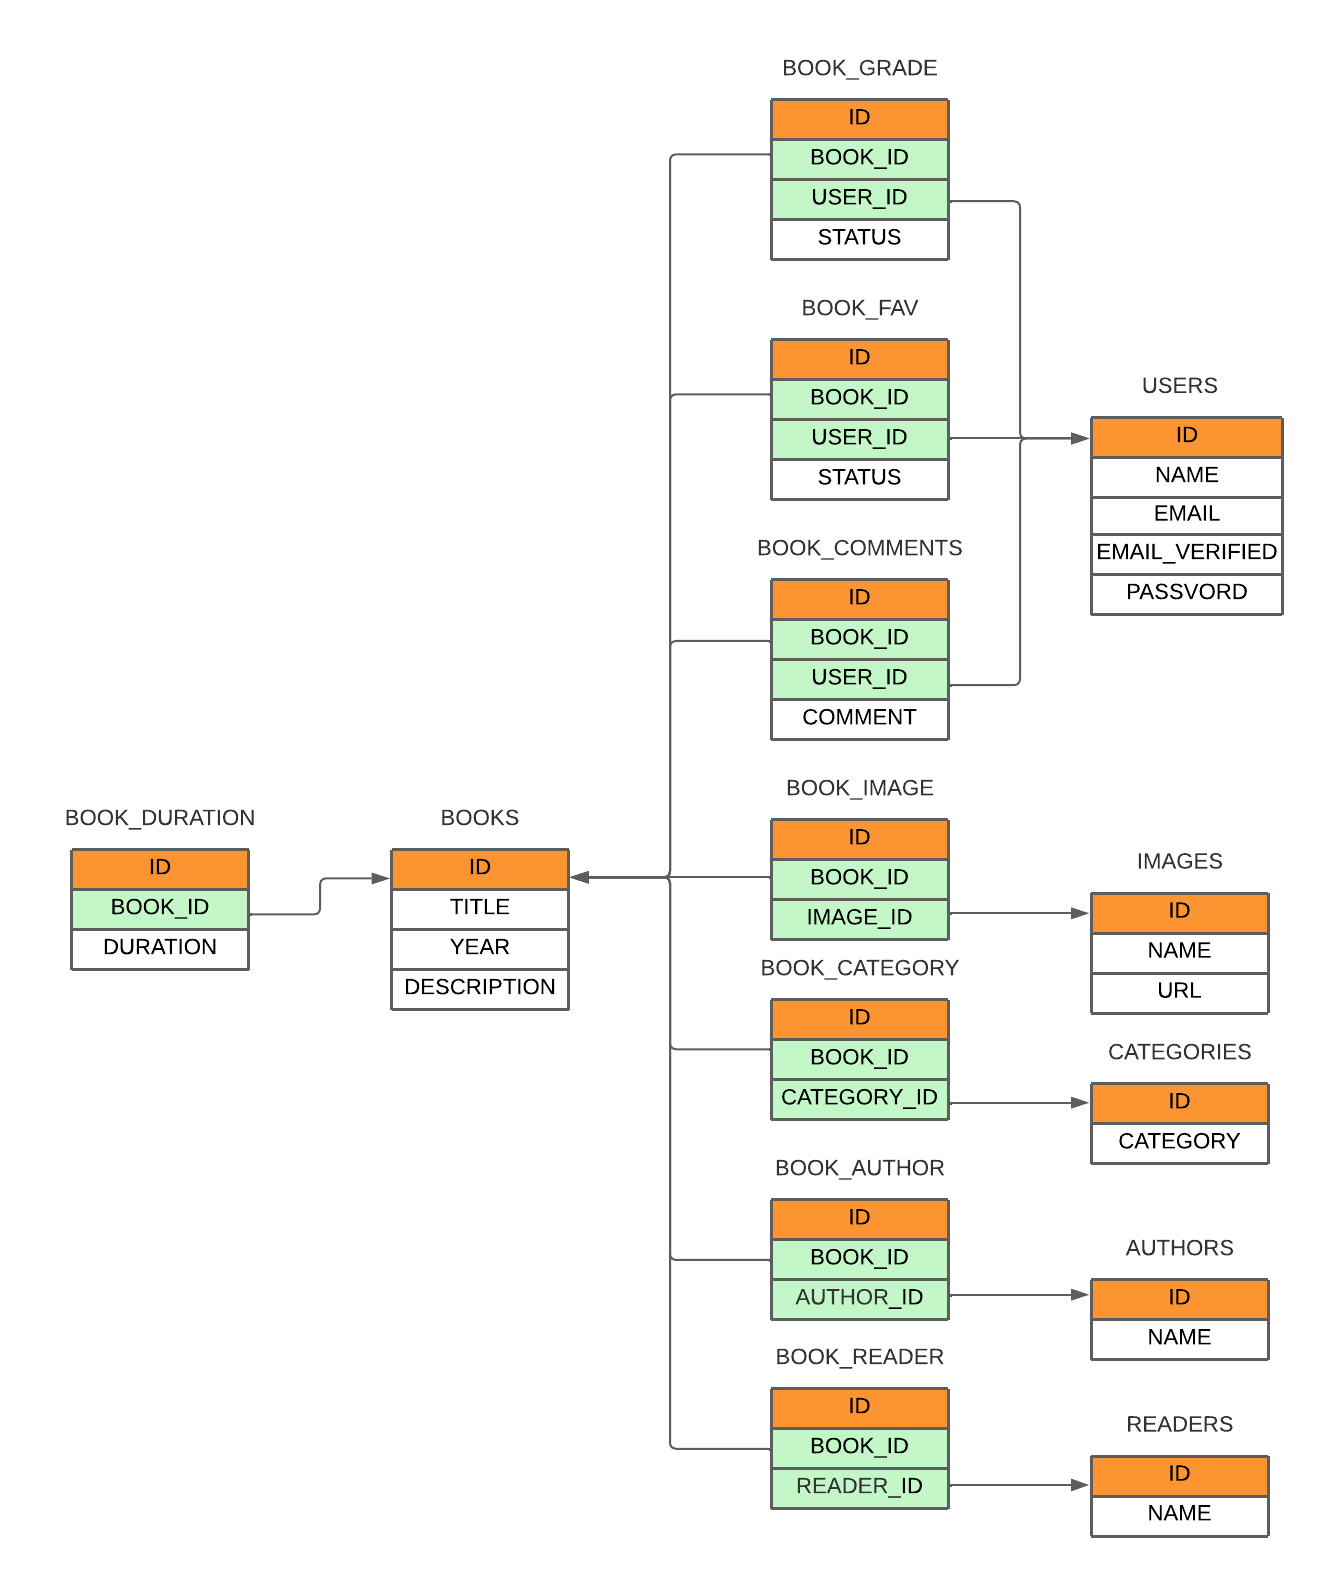 BOOK_GRADE
ID
BOOK_ID
USER_ID
STATUS
BOOK_FAV
ID
BOOK_ID
USER_ID
STATUS
BOOK_COMMENTS
ID
BOOK_ID
USER_ID
COMMENT
USERS
ID
NAME
EMAIL
EMAIL_VERIFIED
PASSVORD
BOOK_DURATION
ID
BOOK_ID
DURATION
BOOKS
ID
TITLE
YEAR
DESCRIPTION
BOOK_IMAGE
ID
BOOK_ID
IMAGE_ID
IMAGES
ID
NAME
URL
BOOK_CATEGORY
ID
BOOK_ID
CATEGORY_ID
CATEGORIES
ID
CATEGORY
BOOK_AUTHOR
ID
BOOK_ID
AUTHOR_ID
AUTHORS
ID
NAME
BOOK_READER
ID
BOOK_ID
READER_ID
READERS
ID
NAME